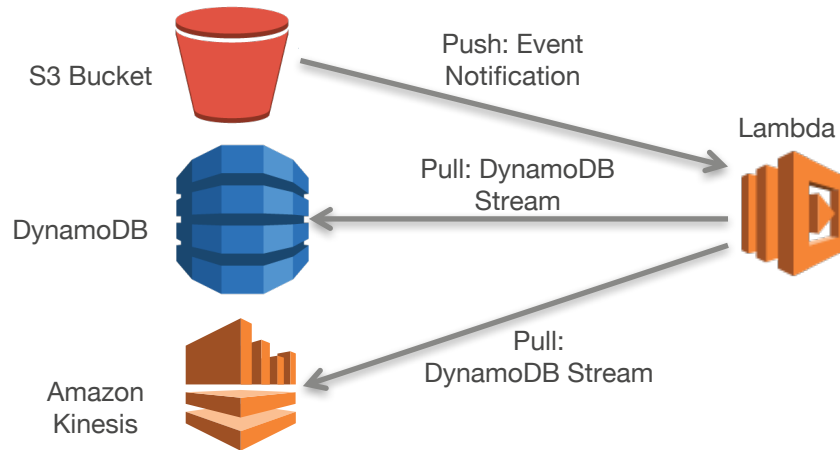 Push: Event
Notification
S3 Bucket
Lambda
Pull: DynamoDB
Stream
DynamoDB
Pull:
DynamoDB Stream
Amazon
Kinesis